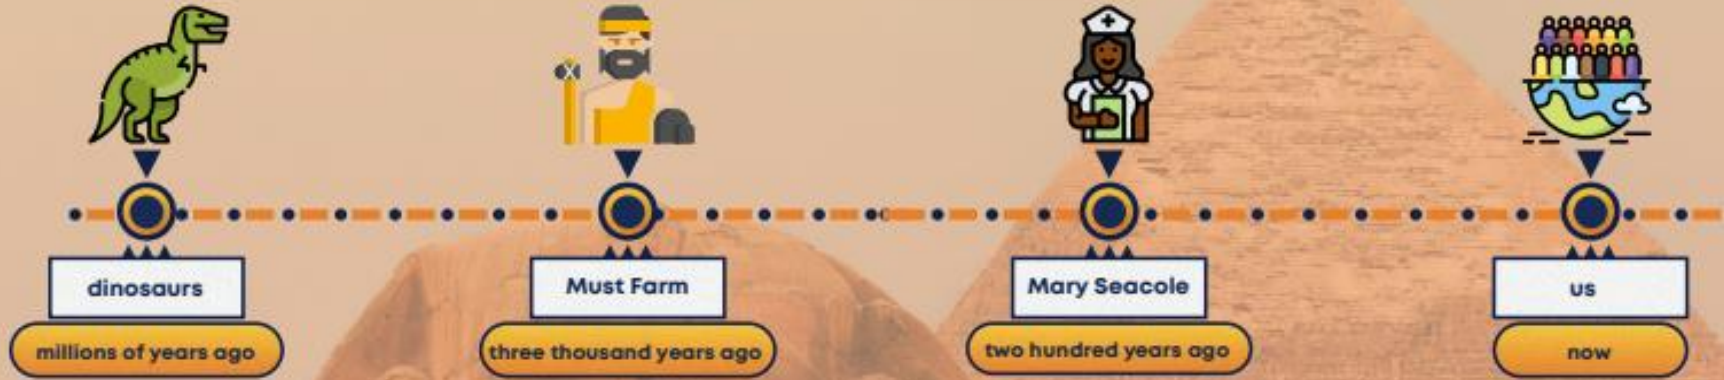 dinosaurs
millions of years ago
Must Farm
three thousand years ago
Mary Seacole
two hundred years ago
us
now